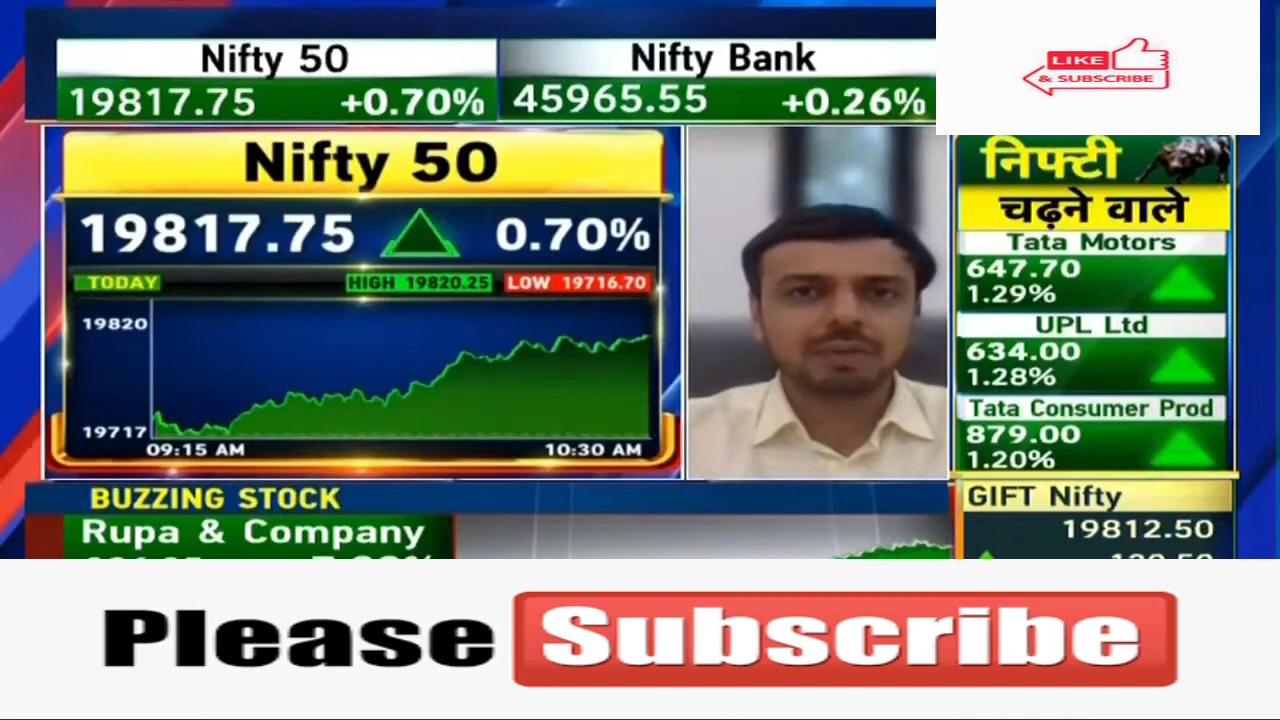 Nifty 50
19817.75 +0.70%
Nifty Bank
45965.55 +0.26%
LIKE
& SUBSCRIBE
Nifty 50
19817.75 0.70%
TODAY HIGH 19820.25 LOW 19716.70
19820
19717
09:15 AM 10:30 AM
निफ्टी
चढ़ने वाले
Tata Motors
647.70
1.29%
UPL Ltd
634.00
1.28%
Tata Consumer Prod
879.00
1.20%
BUZZING STOCK
Rupa & Company
GIFT Nifty
19812.50
Please Subscribe